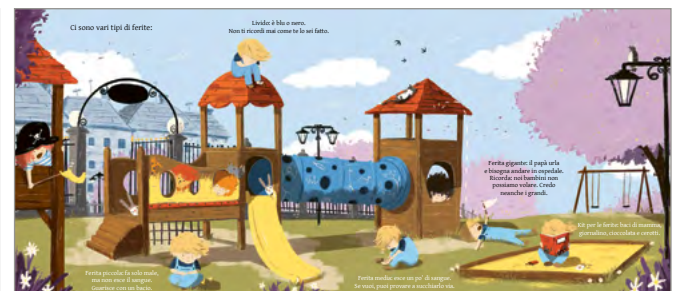 Ci sono vari tipi di ferite:
Livido: è blu o nero.
Non ti ricordi mai come te lo sei fatto.
Ferita gigante: il papà urla
e bisogna andare in ospedale.
Ricorda: noi bambini non
possiamo volare. Credo
neanche i grandi.
Kit per le ferite: baci di mamma,
giornalino, cioccolata e cerotti.
Ferita piccola: fa solo male,
ma non esce il sangue.
Guarisce con un bacio.
Ferita media: esce un po' di sangue.
Se vuoi, puoi provare a succhiarlo via.